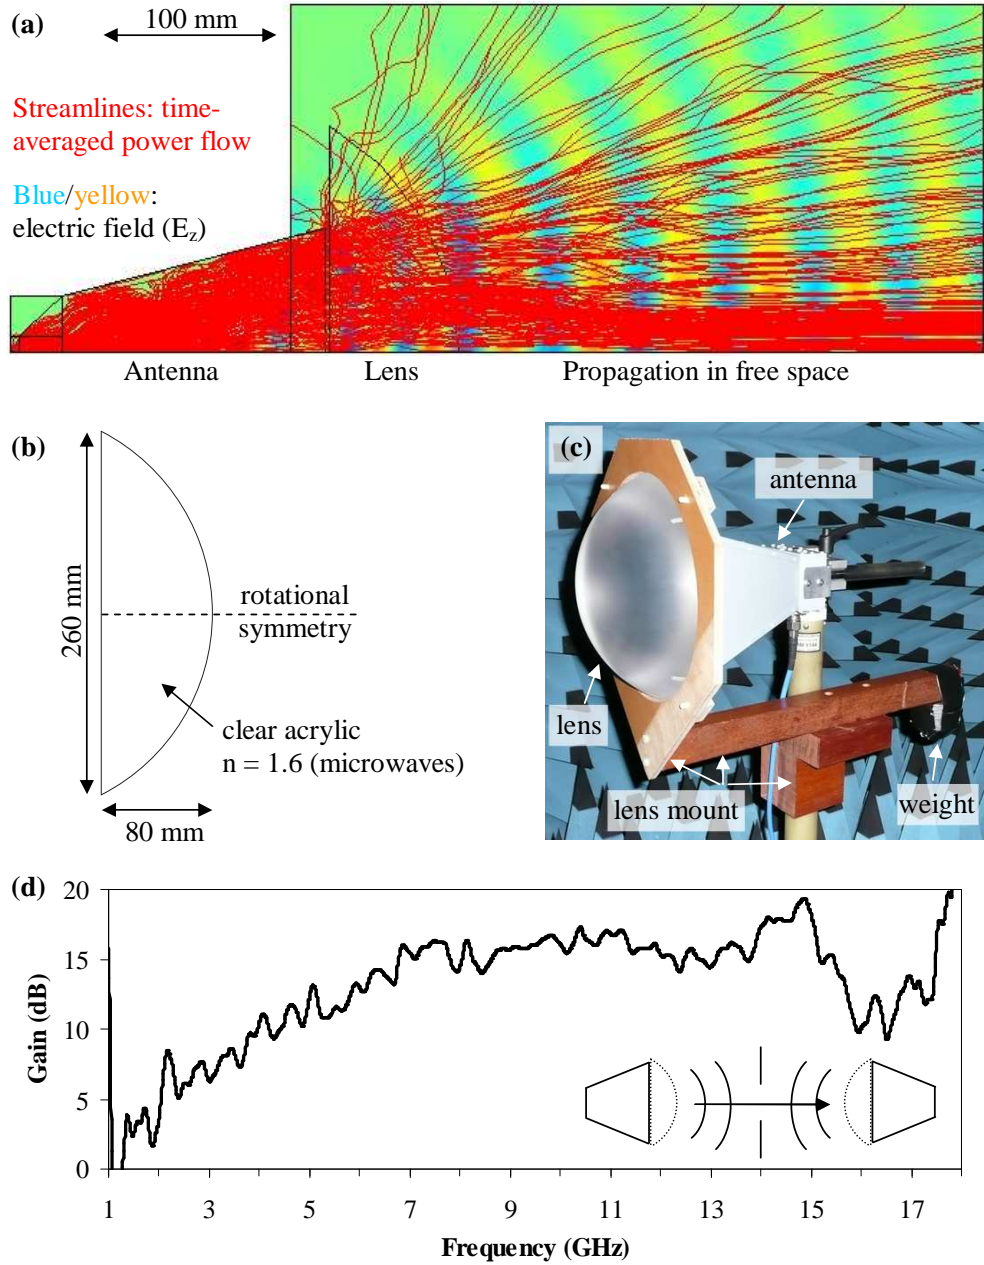 (a)
100 mm
Streamlines: time-
averaged power flow
Blue/yellow:
electric field (Ez)
Antenna
Lens
Propagation in free space
(b)
260 mm
rotational
symmetry
clear acrylic
n = 1.6 (microwaves)
80 mm
(c)
antenna
lens
lens mount
weight
(d)
Gain (dB)
20
15
10
5
0
1
3
5
7
9
11
13
15
17
Frequency (GHz)